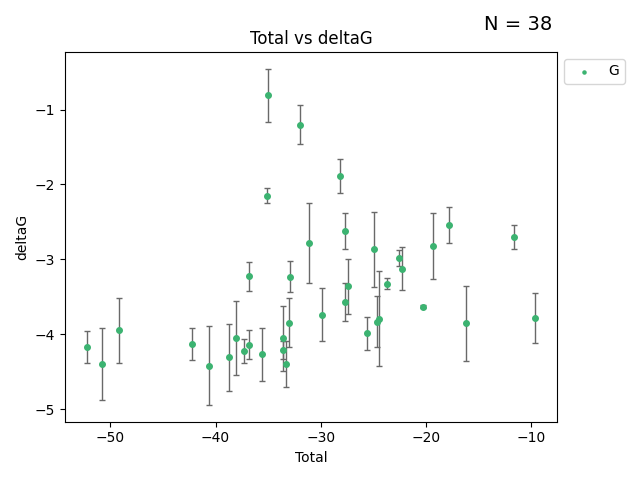 N = 38
Total vs deltaG
G
deltaG
−1
−2
−3
−4
−5
−50 −40 −30 −20 −10
Total